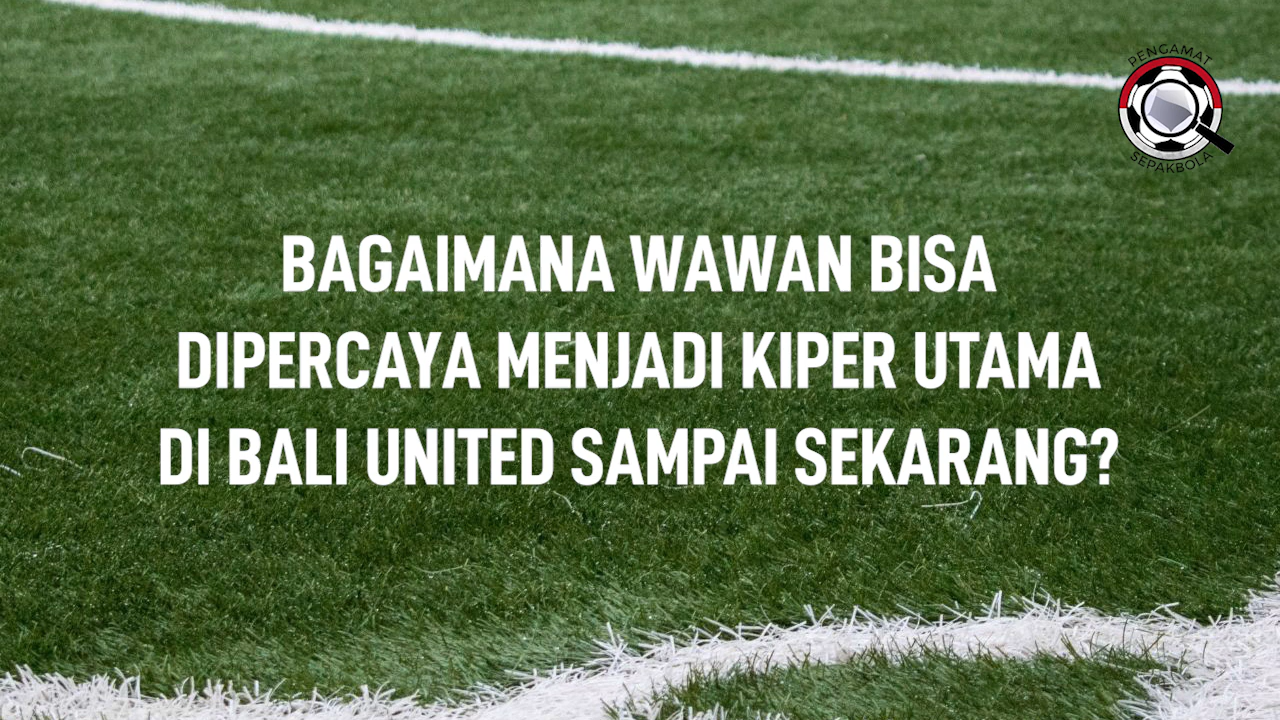 PENGAMAT
SEPAKBOLA
BAGAIMANA WAWAN BISA
DIPERCAYA MENJADI KIPER UTAMA
DI BALI UNITED SAMPAI SEKARANG?